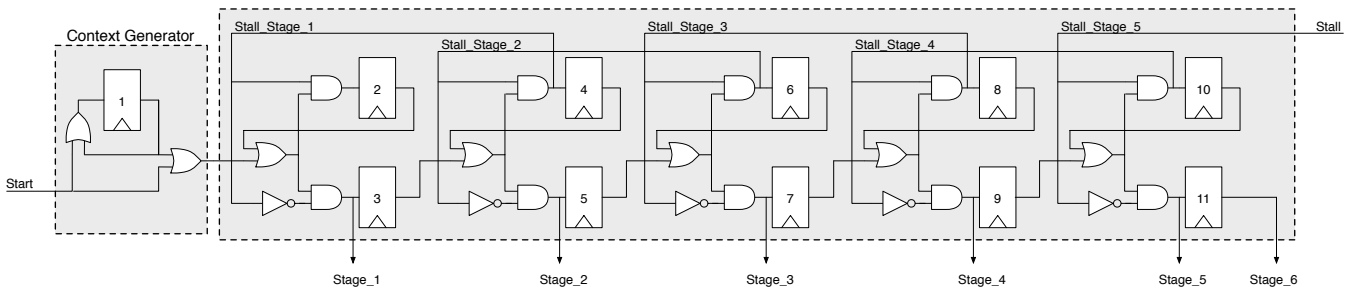 Context Generator
Stall_Stage_1
Stall_Stage_2
Stall_Stage_3
Stall_Stage_4
Stall_Stage_5
Stall
1
2
4
6
8
10
Start
3
5
7
9
11
Stage_1
Stage_2
Stage_3
Stage_4
Stage_5
Stage_6